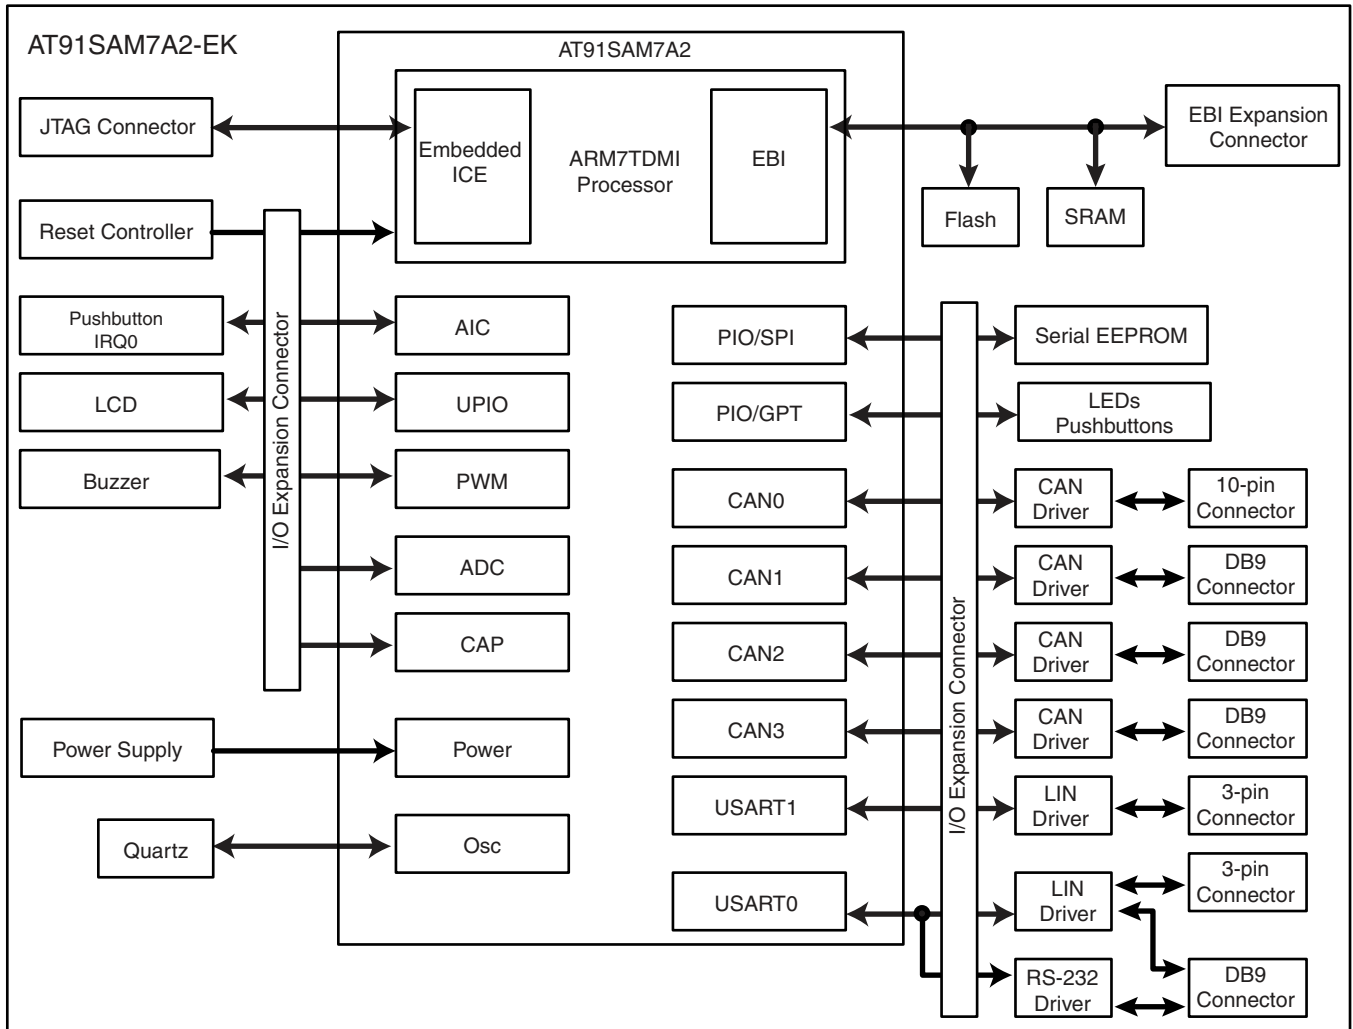 AT91SAM7A2-EK
AT91SAM7A2
JTAG Connector
Embedded
ICE
ARM7TDMI
Processor
EBI
EBI Expansion
Connector
Flash
SRAM
Reset Controller
I/O Expansion Connector
Pushbutton
IRQ0
AIC
LCD
UPIO
Buzzer
PWM
ADC
CAP
Power Supply
Power
Quartz
Osc
PIO/SPI
I/O Expansion Connector
Serial EEPROM
PIO/GPT
LEDs
Pushbuttons
CAN0
CAN
Driver
10-pin
Connector
CAN1
CAN
Driver
DB9
Connector
CAN2
CAN
Driver
DB9
Connector
CAN3
CAN
Driver
DB9
Connector
USART1
LIN
Driver
3-pin
Connector
USART0
LIN
Driver
3-pin
Connector
RS-232
Driver
DB9
Connector